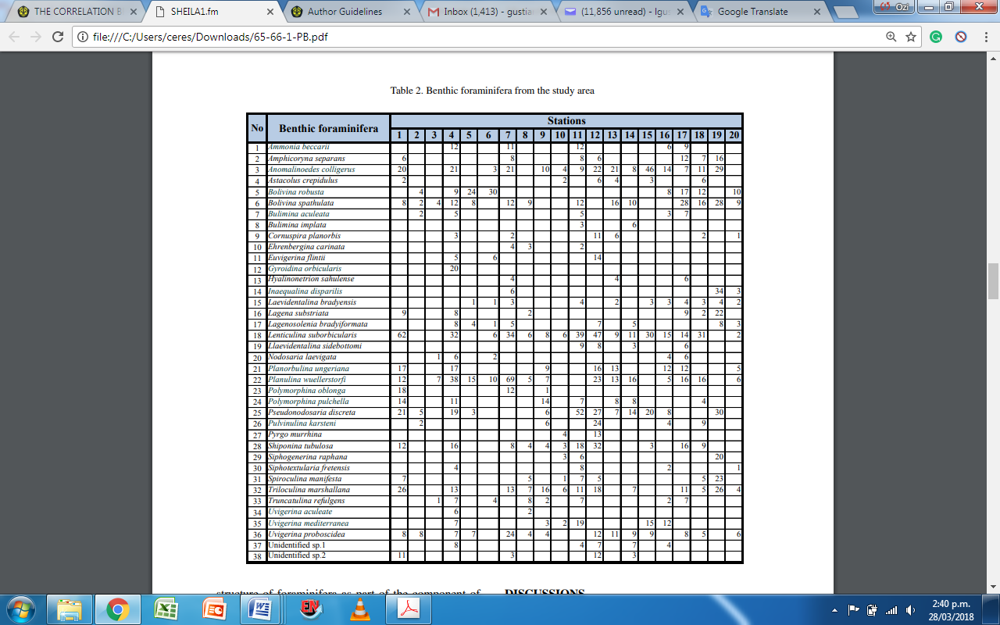 THE CORRELATION B
SHEILA1.fm
Author Guidelines
Inbox (1,413) - gustia
(11,856 unread) - Igus
Google Translate
Ozi
file:///C:/Users/ceres/Downloads/65-66-1-PB.pdf
Table 2. Benthic foraminifera from the study area
No Benthic foraminifera Stations
1 2 3 4 5 6 7 8 9 10 11 12 13 14 15 16 17 18 19 20
1 Ammonia beccarii 12 11 12 6 9
2 Amphicoryna separans 6 8 8 6 12 7 16
3 Anomalinoedes colligerus 20 21 3 21 10 4 9 22 21 8 46 14 7 11 29
4 Astacolus crepidulus 2 2 6 4 3 6
5 Bolivina robusta 4 9 24 30 8 17 12 10
6 Bolivina spathulata 8 2 4 12 8 12 9 12 16 10 28 16 28 9
7 Bulimina aculeata 2 5 5 3 7
8 Bulimina implata 3 6
9 Cornuspira planorbis 3 2 11 6 2 1
10 Ehrenbergina carinata 4 3 2
11 Euvigerina flintii 5 6 14
12 Gyroidina orbicularis 20
13 Hyalinonetrion sahulense 4 4 6
14 Inaequalina disparilis 6 34 3
15 Laevidentalina bradyensis 1 1 3 4 2 3 3 4 3 4 2
16 Lagena substriata 9 8 2 9 2 22
17 Lagenosolenia bradyiformata 8 4 1 5 7 5 8 3
18 Lenticulina suborbicularis 62 32 6 34 6 8 6 39 47 9 11 30 15 14 31 2
19 Llaevidentalina sidebottomi 9 8 3 6
20 Nodosaria laevigata 1 6 2 4 6
21 Planorbulina ungeriana 17 17 9 16 13 12 12 5
22 Planulina wuellerstorfi 12 7 38 15 10 69 5 7 23 13 16 5 16 16 6
23 Polymorphina oblonga 18 12 1
24 Polymorphina pulchella 14 11 14 7 8 8 4
25 Pseudonodosaria discreta 21 5 19 3 6 52 27 7 14 20 8 30
26 Pulvinulina karsteni 2 6 24 4 9
27 Pyrgo murrhina 4 13
28 Shiponina tubulosa 12 16 8 4 4 3 18 32 3 16 9
29 Siphogenerina raphana 3 6 20
30 Siphotextularia fretensis 4 8 2 1
31 Spiroculina manifesta 7 5 1 7 5 5 23
32 Triloculina marshallana 26 13 13 7 16 6 11 18 7 11 5 26 4
33 Truncatulina refulgens 1 7 4 8 2 7 2 7
34 Uvigerina aculeate 6 2
35 Uvigerina mediterranea 7 3 2 19 15 12
36 Uvigerina proboscidea 8 8 7 7 24 4 4 12 11 9 9 8 5 6
37 Unidentified sp.1 8 4 7 7 4
38 Unidentified sp.2 11 3 12 3
structure of foraminifera as part of the component of DISCUSSIONS
2:40 p.m.
28/03/2018